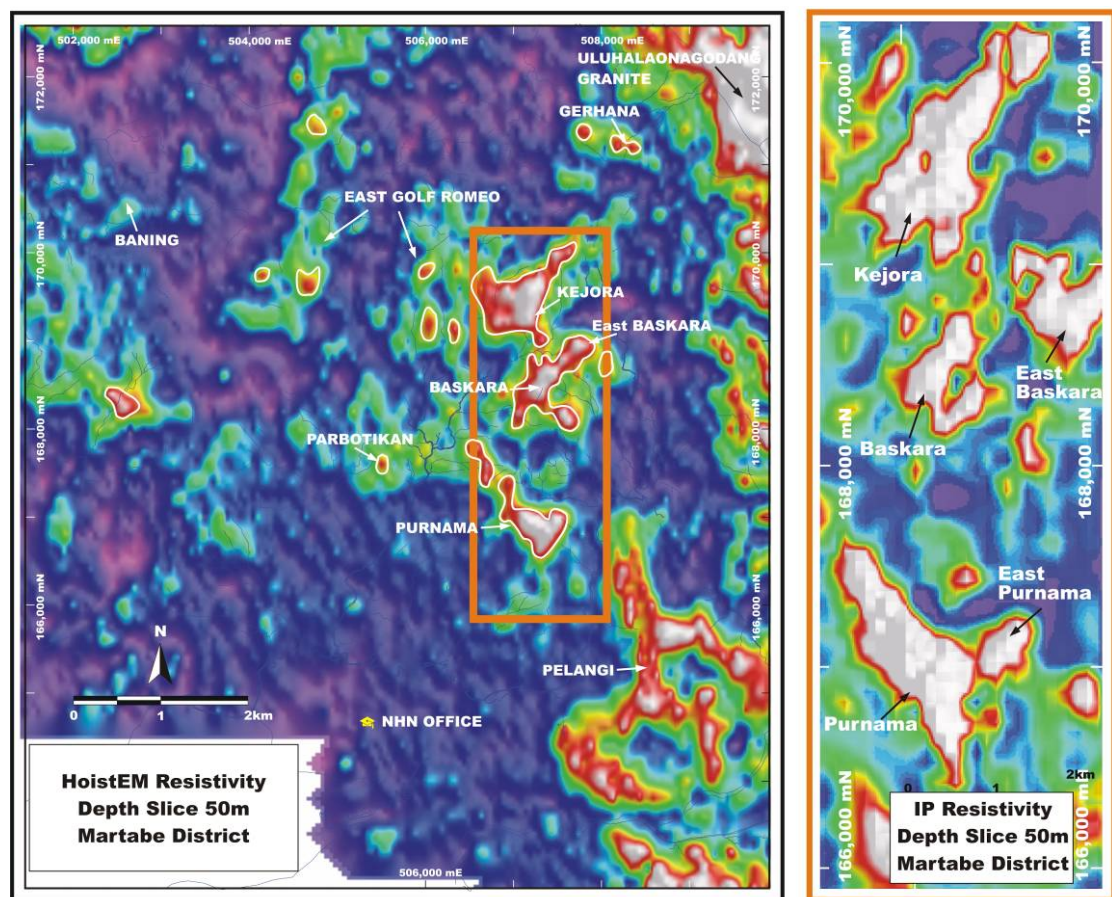 502,000 mE
504,000 mE
506,000 mE
508,000 mE
172,000 mN
172,000 mN
ULUHALAONAGODANG
GRANITE
GERHANA
EAST GOLF ROMEO
BANING
170,000 mN
170,000 mN
KEJORA
East BASKARA
BASKARA
168,000 mN
168,000 mN
PARBOTIKAN
PURNAMA
166,000 mN
166,000 mN
PELANGI
N
0 1 2km
NHN OFFICE
HoistEM Resistivity
Depth Slice 50m
Martabe District
506,000 mE
170,000 mN
170,000 mN
Kejora
East
Baskara
Baskara
168,000 mN
168,000 mN
East
Purnama
Purnama
0 1 2km
166,000 mN
166,000 mN
IP Resistivity
Depth Slice 50m
Martabe District